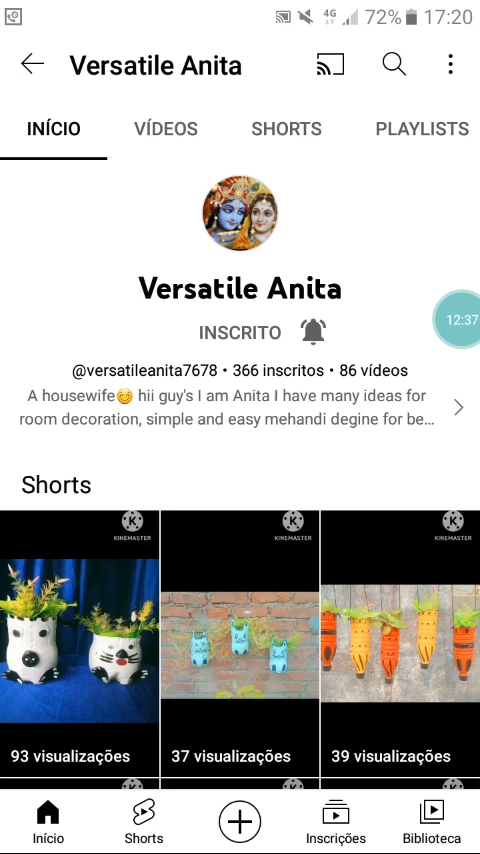 4G 72% 17:20
Versatile Anita
INÍCIO VÍDEOS SHORTS PLAYLISTS
Versatile Anita
INSCRITO
12:37
@versatileanita7678 • 366 inscritos • 86 vídeos
A housewife😊 hii guy's I am Anita I have many ideas for
room decoration, simple and easy mehandi degine for be...
Shorts
K K K
KINEMASTER KINEMASTER KINEMASTER
93 visualizações 37 visualizações 39 visualizações
Início Shorts Inscrições Biblioteca